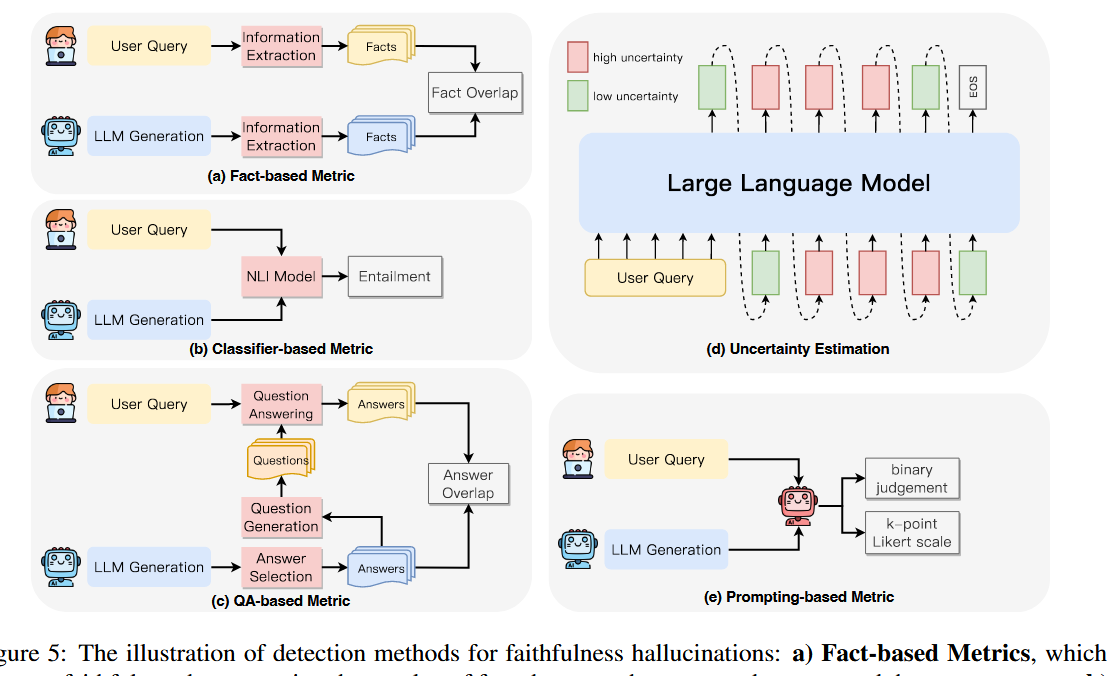 User Query
Information
Extraction
Facts
Fact Overlap
LLM Generation
Information
Extraction
Facts
(a) Fact-based Metric
User Query
NLI Model
Entailment
LLM Generation
(b) Classifier-based Metric
User Query
Question
Answering
Answers
Questions
Answer
Overlap
Question
Generation
LLM Generation
Answer
Selection
Answers
(c) QA-based Metric
high uncertainty
low uncertainty
EOS
Large Language Model
User Query
(d) Uncertainty Estimation
User Query
binary
judgement
k-point
Likert scale
LLM Generation
(e) Prompting-based Metric
gure 5: The illustration of detection methods for faithfulness hallucinations: a) Fact-based Metrics, which